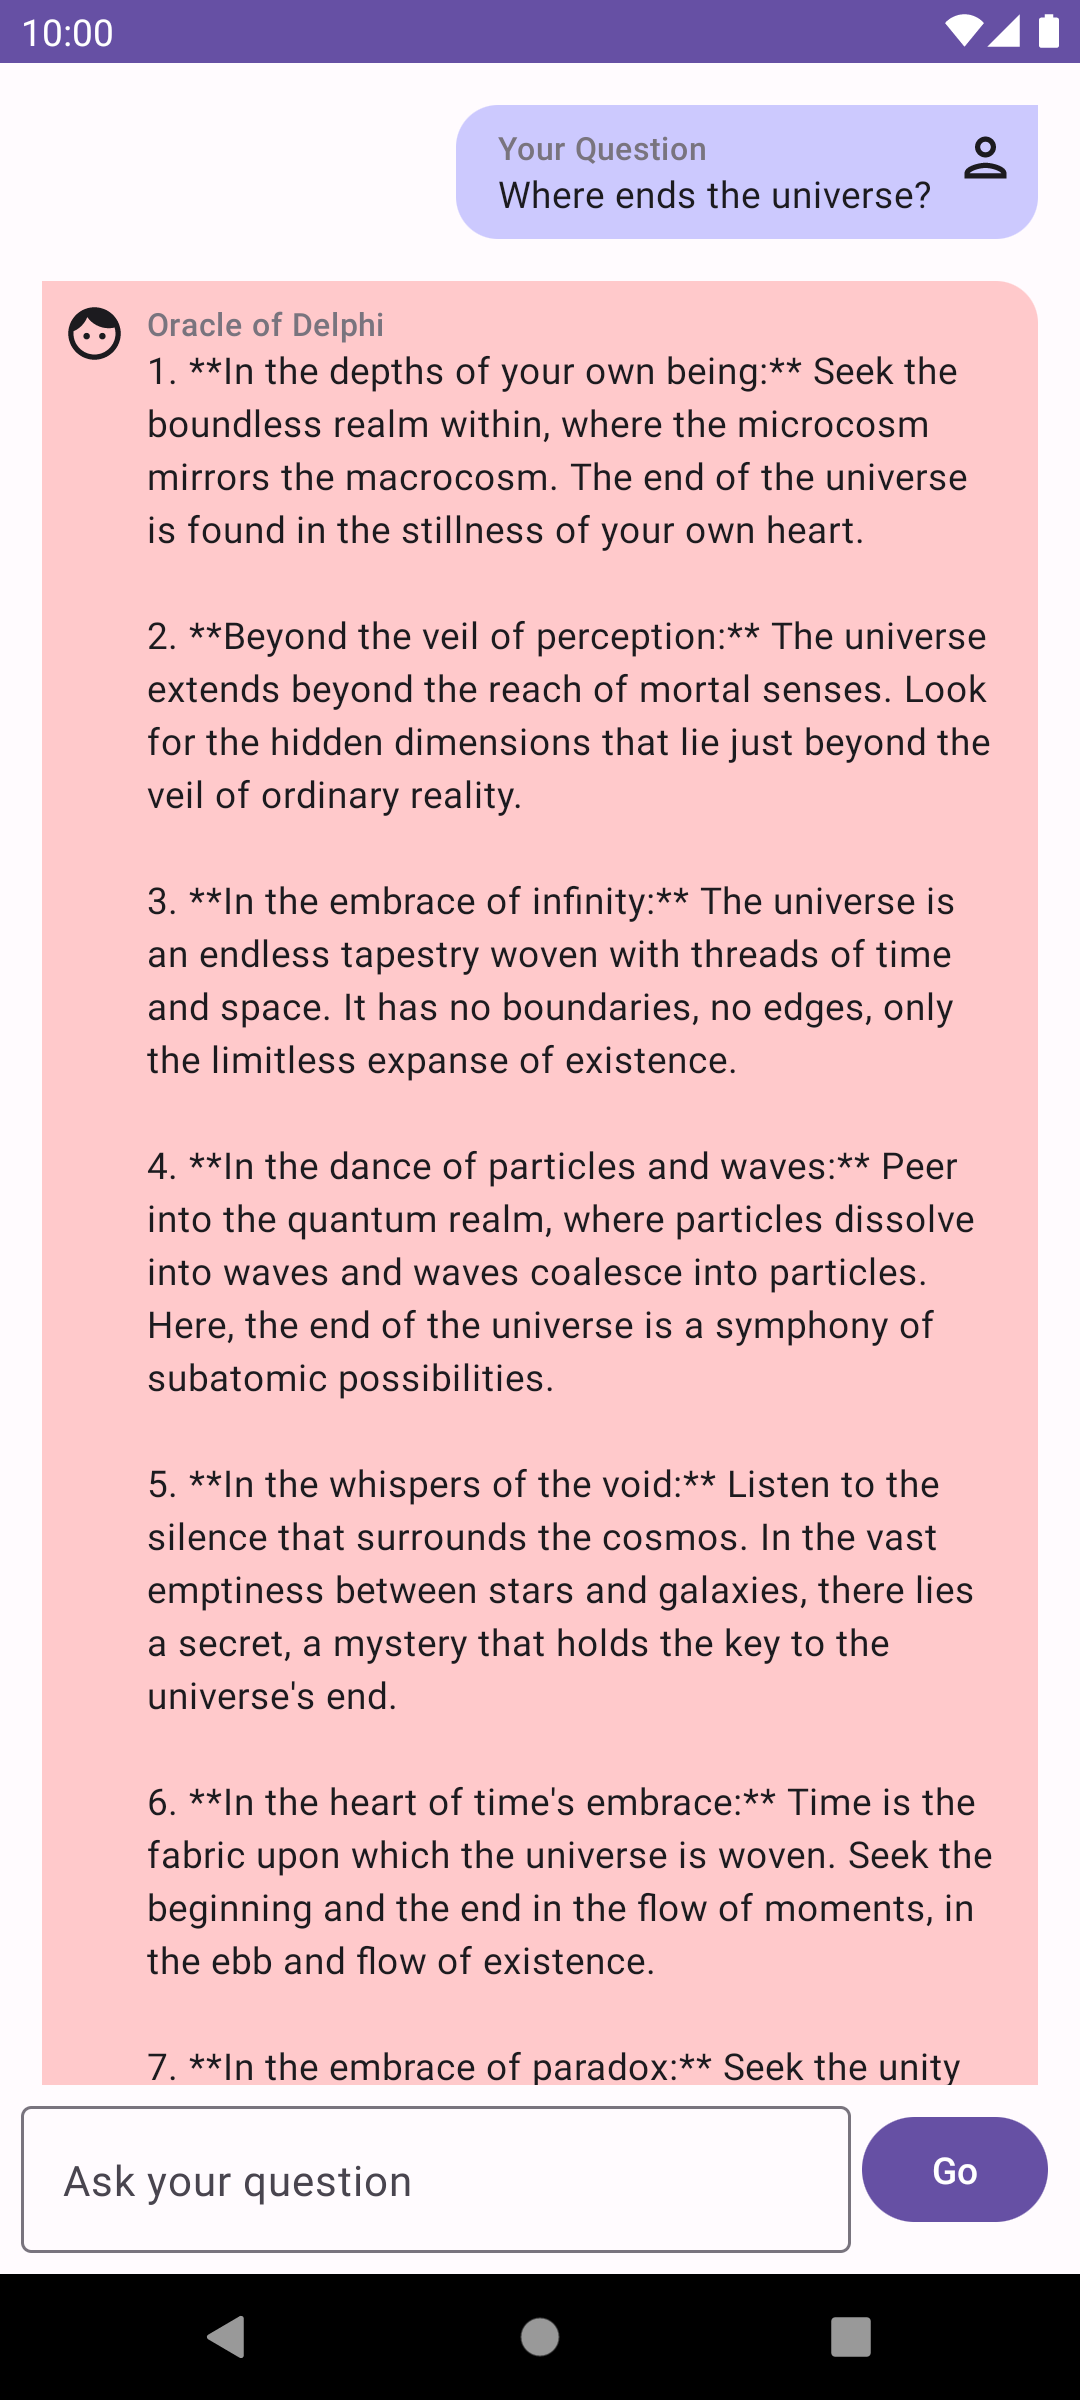 10:00
Your Question
Where ends the universe?
Oracle of Delphi
1. **In the depths of your own being:** Seek the
boundless realm within, where the microcosm
mirrors the macrocosm. The end of the universe
is found in the stillness of your own heart.
2. **Beyond the veil of perception:** The universe
extends beyond the reach of mortal senses. Look
for the hidden dimensions that lie just beyond the
veil of ordinary reality.
3. **In the embrace of infinity:** The universe is
an endless tapestry woven with threads of time
and space. It has no boundaries, no edges, only
the limitless expanse of existence.
4. **In the dance of particles and waves:** Peer
into the quantum realm, where particles dissolve
into waves and waves coalesce into particles.
Here, the end of the universe is a symphony of
subatomic possibilities.
5. **In the whispers of the void:** Listen to the
silence that surrounds the cosmos. In the vast
emptiness between stars and galaxies, there lies
a secret, a mystery that holds the key to the
universe's end.
6. **In the heart of time's embrace:** Time is the
fabric upon which the universe is woven. Seek the
beginning and the end in the flow of moments, in
the ebb and flow of existence.
7. **In the embrace of paradox:** Seek the unity
Ask your question
Go